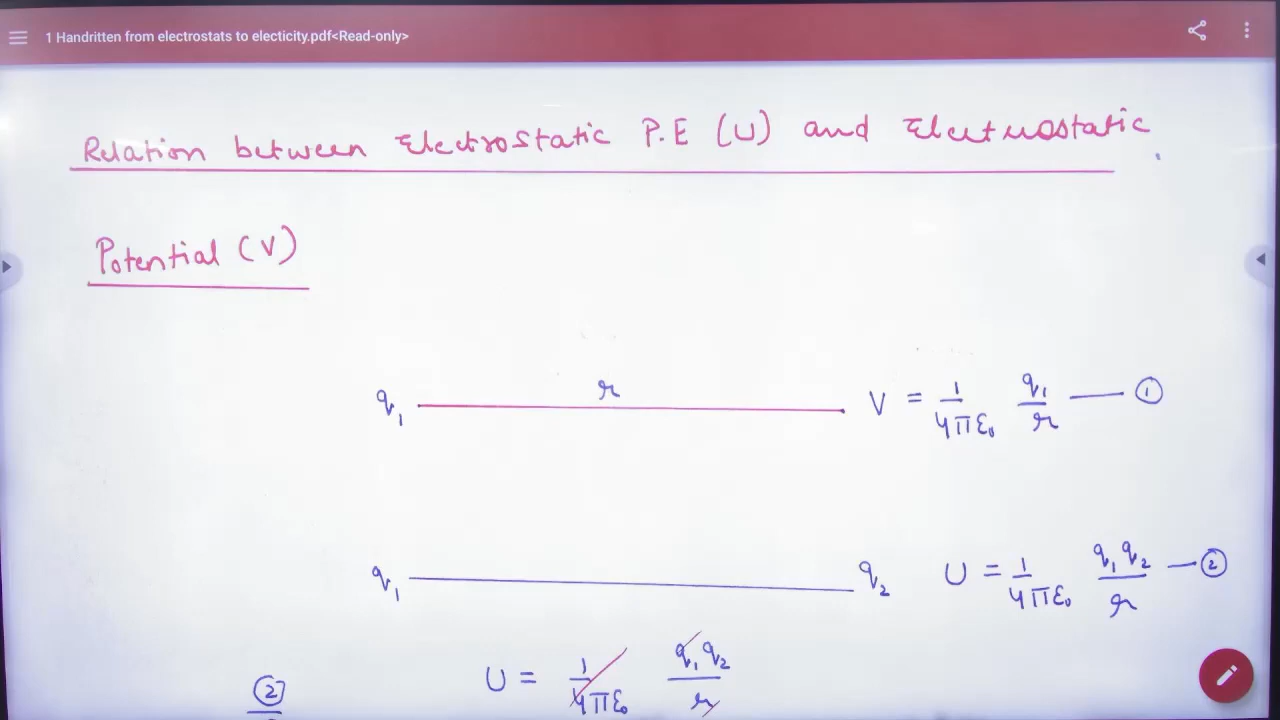 1 Handritten from electrostats to electicity.pdf<Read-only>
Relation between Electrostatic P.E (U) and Electrostatic
Potential (V)
q₁ r V = 1/4πε₀ q₁/r — ①
q₁ q₂ U = 1/4πε₀ q₁q₂/r — ②
② U = 1/4πε₀ q₁q₂/r